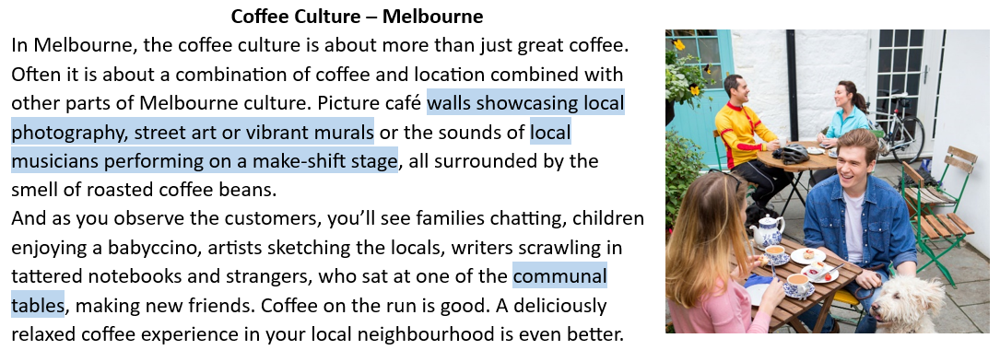 Coffee Culture – Melbourne
In Melbourne, the coffee culture is about more than just great coffee.
Often it is about a combination of coffee and location combined with
other parts of Melbourne culture. Picture café walls showcasing local
photography, street art or vibrant murals or the sounds of local
musicians performing on a make-shift stage, all surrounded by the
smell of roasted coffee beans.
And as you observe the customers, you’ll see families chatting, children
enjoying a babyccino, artists sketching the locals, writers scrawling in
tattered notebooks and strangers, who sat at one of the communal
tables, making new friends. Coffee on the run is good. A deliciously
relaxed coffee experience in your local neighbourhood is even better.